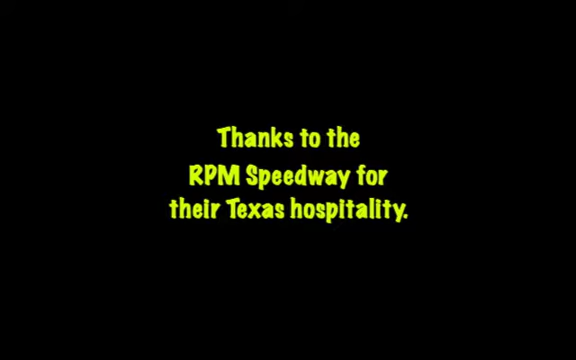 Thanks to the
RPM Speedway for
their Texas hospitality.